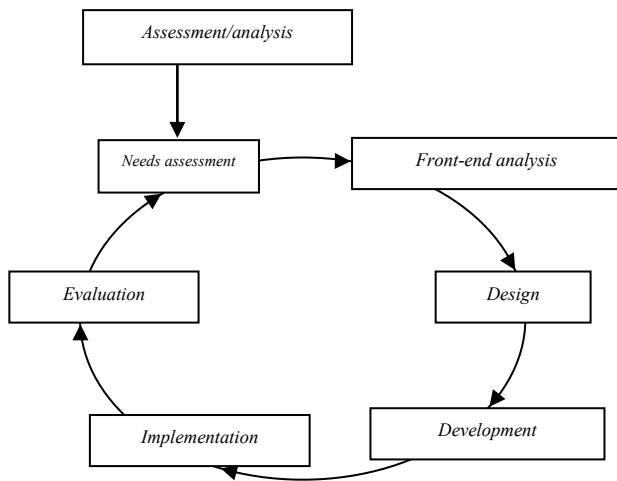 Assessment/analysis
Needs assessment
Front-end analysis
Evaluation
Design
Implementation
Development